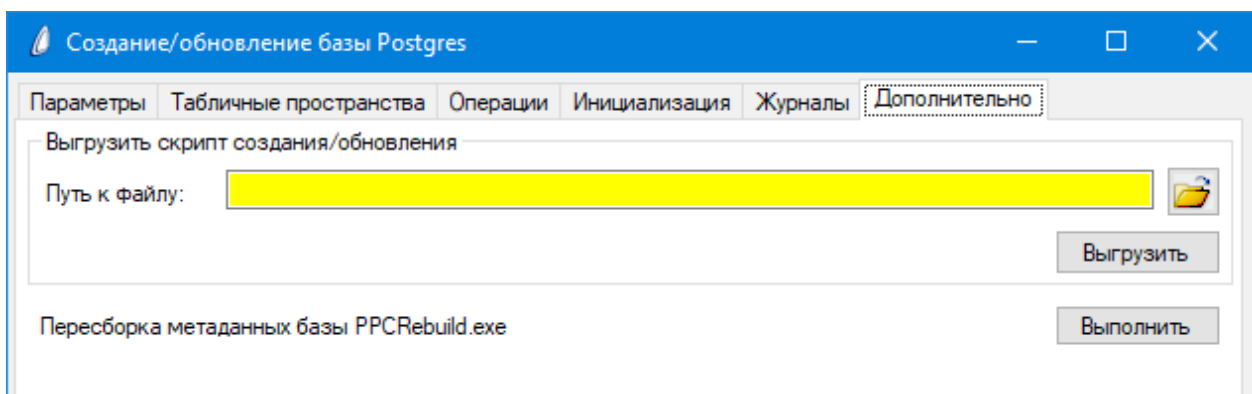 Создание/обновление базы Postgres
Параметры Табличные пространства Операции Инициализация Журналы Дополнительно
Выгрузить скрипт создания/обновления
Путь к файлу:
Выгрузить
Пересборка метаданных базы PPCRebuild.exe Выполнить